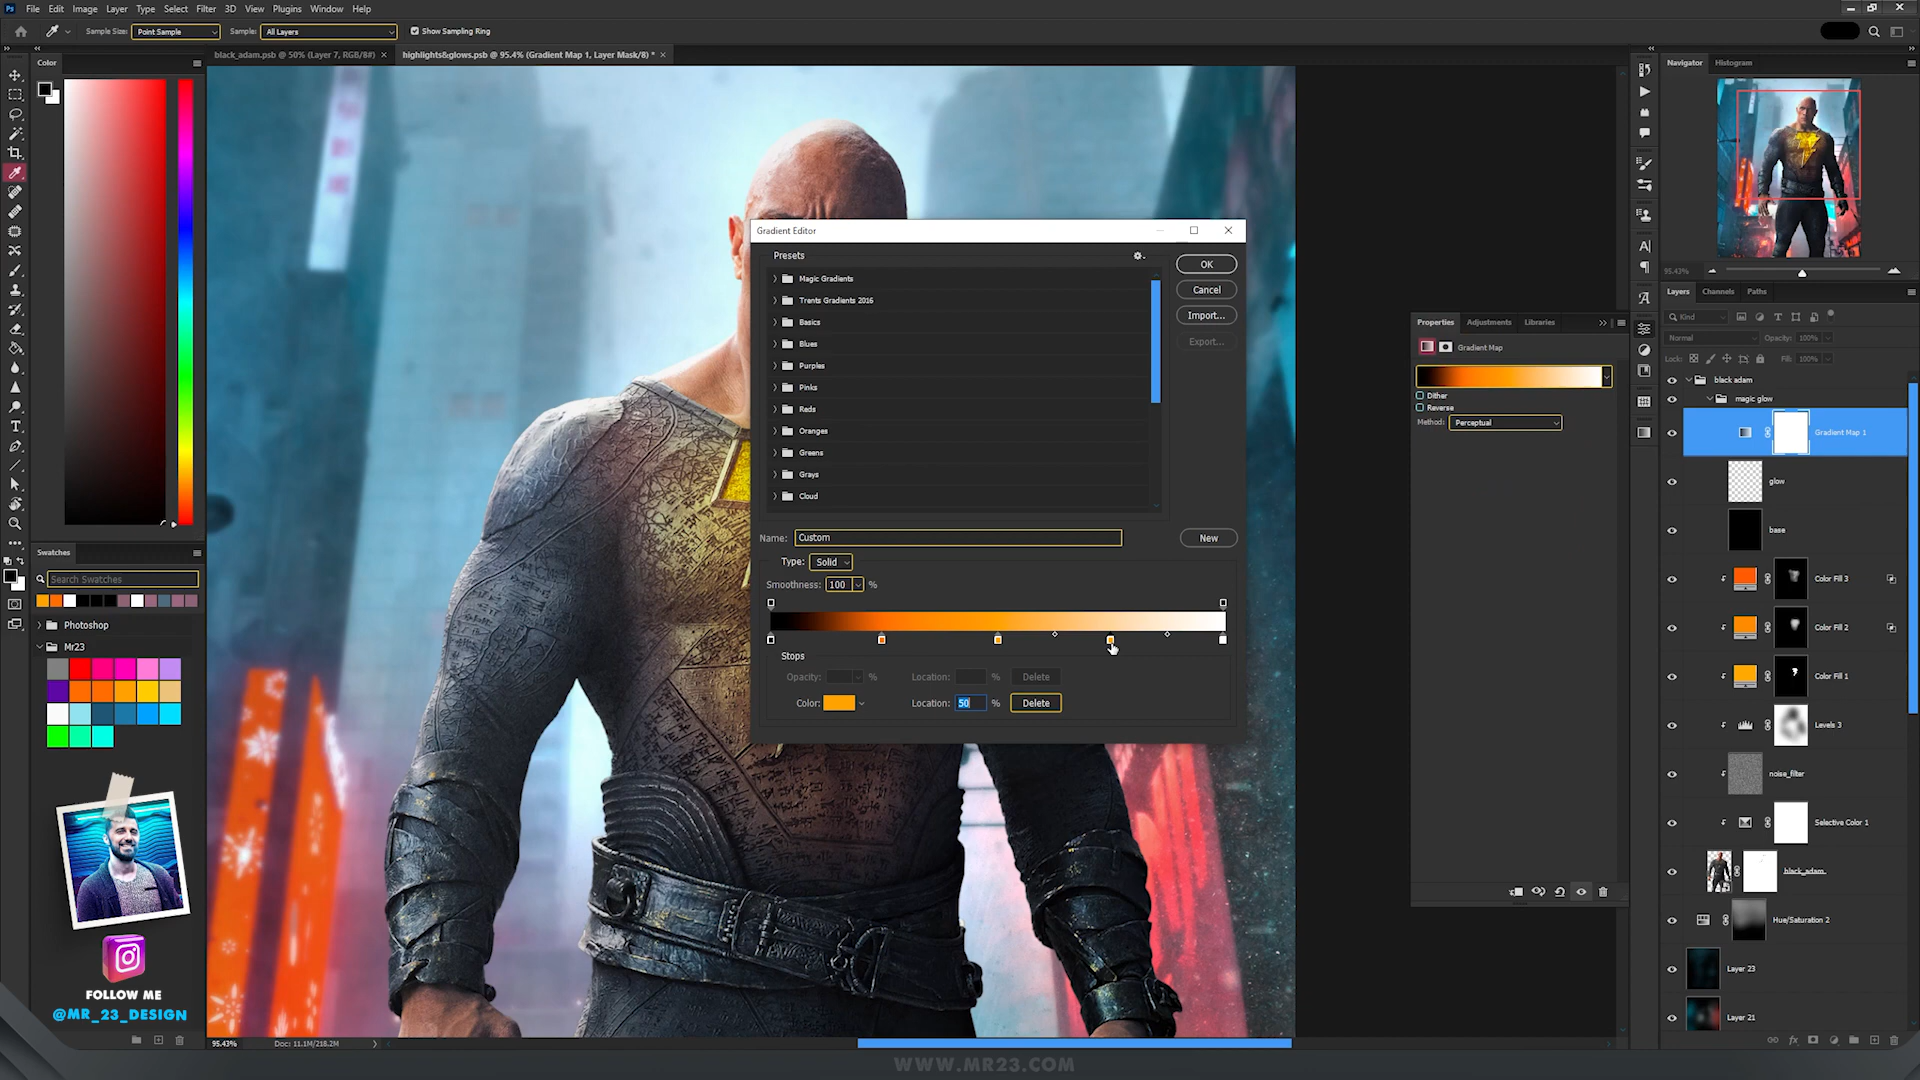 Ps File Edit Image Layer Type Select Filter 3D View Plugins Window Help
Sample Size: Point Sample Sample: All Layers Show Sampling Ring
black_adam.psb @ 50% (Layer 7, RGB/8#) × highlights&glows.psb @ 95.4% (Gradient Map 1, Layer Mask/8) * ×
Color
Swatches
Search Swatches
Photoshop
Mr23
FOLLOW ME
@MR_23_DESIGN
Gradient Editor
Presets
Magic Gradients
Trents Gradients 2016
Basics
Blues
Purples
Pinks
Reds
Oranges
Greens
Grays
Cloud
OK
Cancel
Import...
Export...
Name: Custom
New
Type: Solid
Smoothness: 100 %
Stops
Opacity: % Location: % Delete
Color: Location: 50 % Delete
Properties Adjustments Libraries
Gradient Map
Dither
Reverse
Method: Perceptual
Navigator Histogram
95.43%
Layers Channels Paths
Kind
Normal Opacity: 100%
Lock: Fill: 100%
black adam
magic glow
Gradient Map 1
glow
base
Color Fill 3
Color Fill 2
Color Fill 1
Levels 3
noise_filter
Selective Color 1
black_adam
Hue/Saturation 2
Layer 23
Layer 21
95.43% Doc: 11.1M/218.2M
WWW.MR23.COM